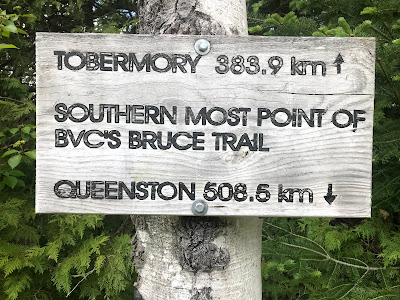 TOBERMORY 383.9 km ↑
SOUTHERN MOST POINT OF
BVC'S BRUCE TRAIL
QUEENSTON 508.5 km ↓